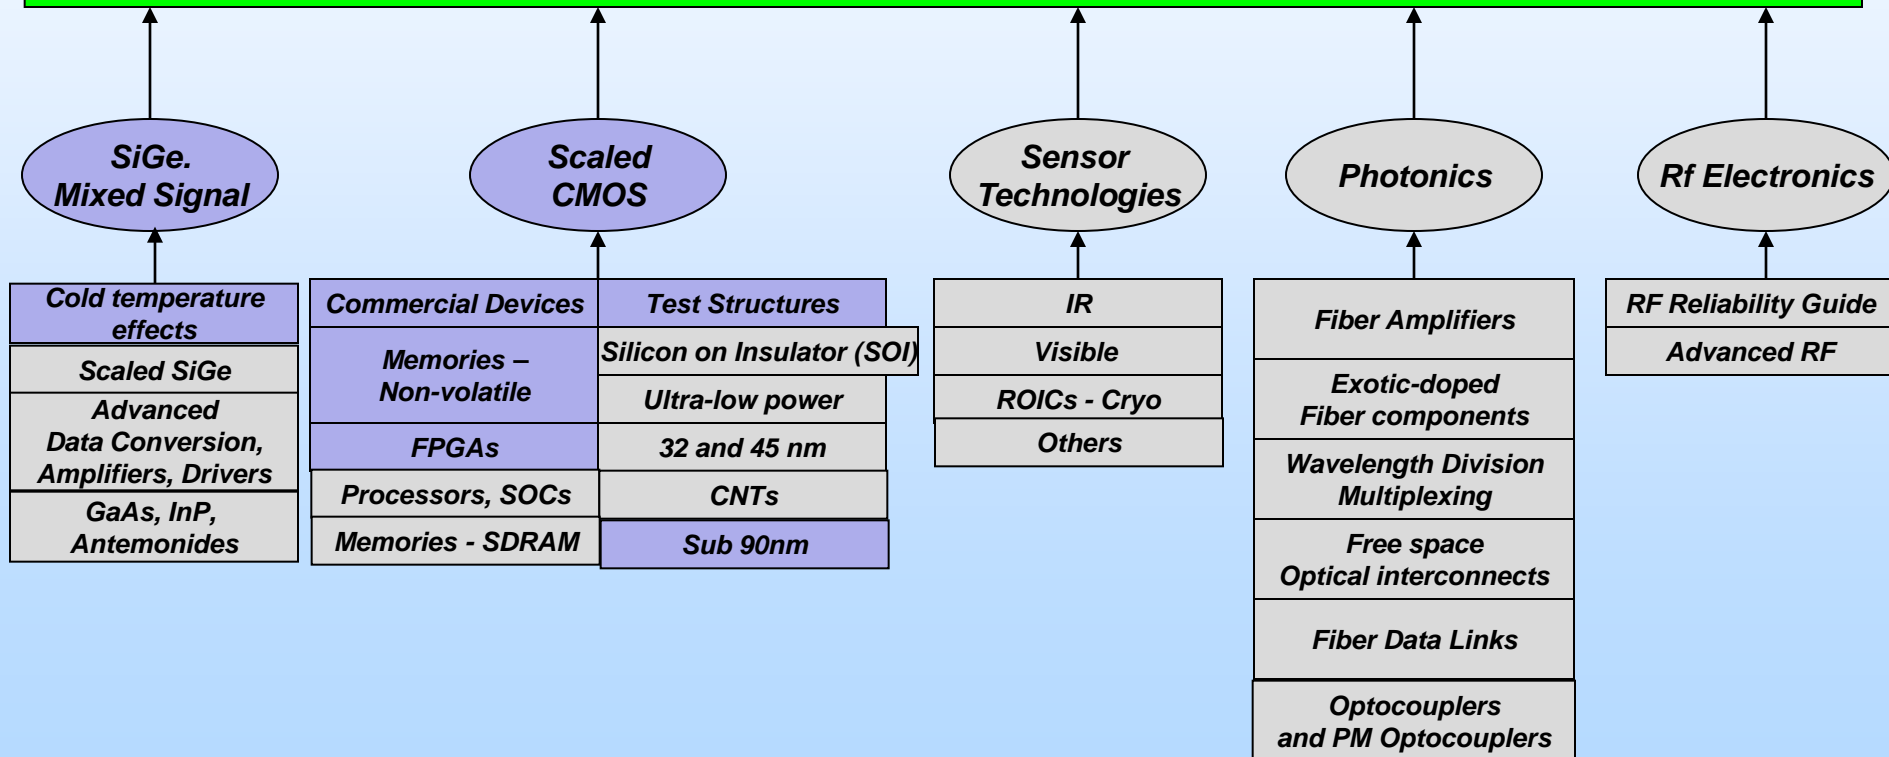 SiGe.
Mixed Signal
Scaled
CMOS
Sensor
Technologies
Photonics
Rf Electronics
Cold temperature
effects
Scaled SiGe
Advanced
Data Conversion,
Amplifiers, Drivers
GaAs, InP,
Antemonides
Commercial Devices
Memories –
Non-volatile
FPGAs
Processors, SOCs
Memories - SDRAM
Test Structures
Silicon on Insulator (SOI)
Ultra-low power
32 and 45 nm
CNTs
Sub 90nm
IR
Visible
ROICs - Cryo
Others
Fiber Amplifiers
Exotic-doped
Fiber components
Wavelength Division
Multiplexing
Free space
Optical interconnects
Fiber Data Links
Optocouplers
and PM Optocouplers
RF Reliability Guide
Advanced RF